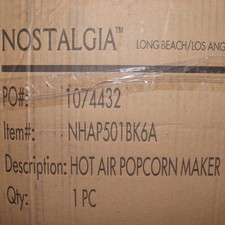 NOSTALGIA™ LONG BEACH/LOS ANG
PO#: 1074432
Item#: NHAP501BK6A
Description: HOT AIR POPCORN MAKER
Qty: 1 PC